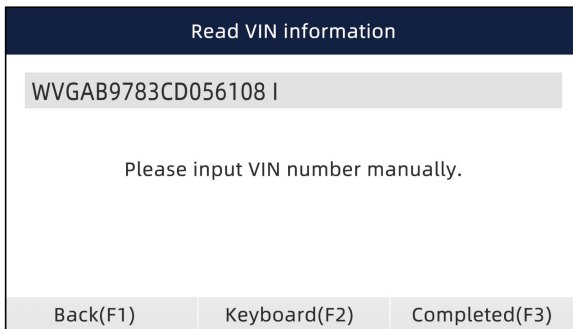 Read VIN information
WVGAB9783CD056108 I
Please input VIN number manually.
Back(F1) Keyboard(F2) Completed(F3)